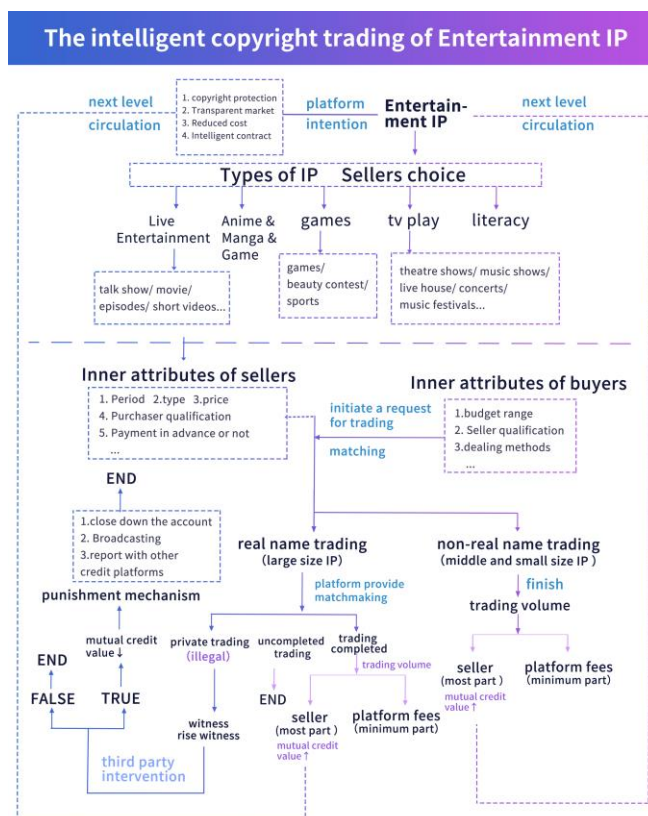 The intelligent copyright trading of Entertainment IP
next level
circulation
1. copyright protection
2. Transparent market
3. Reduced cost
4. Intelligent contract
platform
intention
Entertain-
ment IP
next level
circulation
Types of IP Sellers choice
Live
Entertainment
Anime &
Manga &
Game
games
tv play
literacy
talk show/ movie/
episodes/ short videos...
games/
beauty contest/
sports
theatre shows/ music shows/
live house/ concerts/
music festivals...
Inner attributes of sellers
1. Period 2.type 3.price
4. Purchaser qualification
5. Payment in advance or not
...
initiate a request
for trading
matching
Inner attributes of buyers
1.budget range
2. Seller qualification
3.dealing methods
...
END
1.close down the account
2. Broadcasting
3.report with other
credit platforms
punishment mechanism
real name trading
(large size IP)
non-real name trading
(middle and small size IP )
platform provide
matchmaking
finish
trading volume
mutual credit
value ↓
private trading
(illegal)
uncompleted
trading
trading
completed
trading volume
END
FALSE
TRUE
END
seller
(most part )
mutual credit
value ↑
platform fees
(minimum part)
seller
(most part )
mutual credit
value ↑
platform fees
(minimum part)
witness
rise witness
third party
intervention